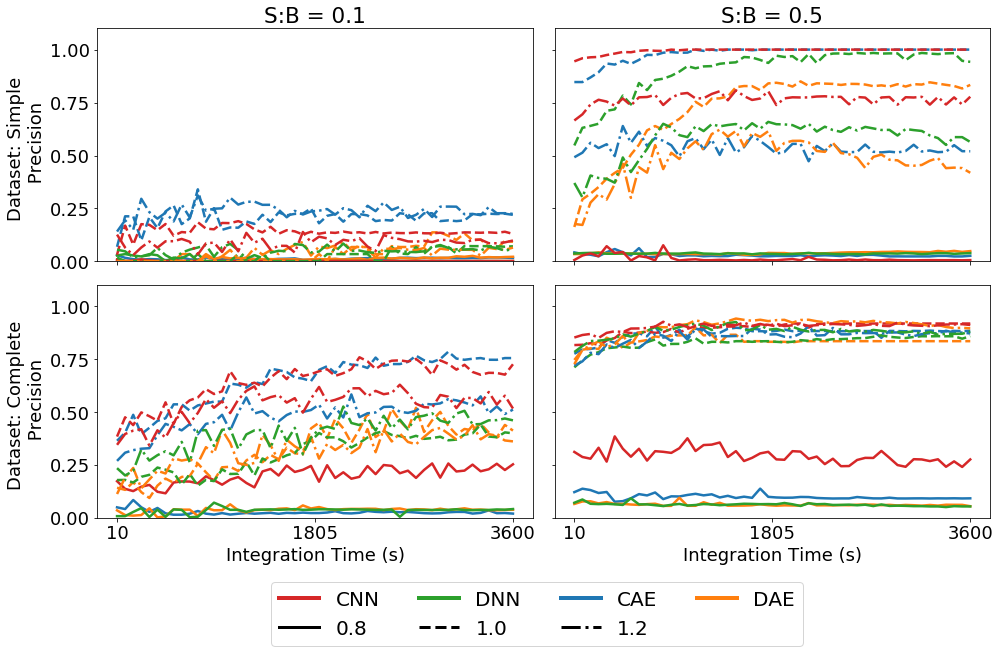 S:B = 0.1
S:B = 0.5
Dataset: Simple
Precision
1.00
0.75
0.50
0.25
0.00
Dataset: Complete
Precision
1.00
0.75
0.50
0.25
0.00
10 1805 3600
10 1805 3600
Integration Time (s)
Integration Time (s)
CNN DNN CAE DAE
0.8 1.0 1.2